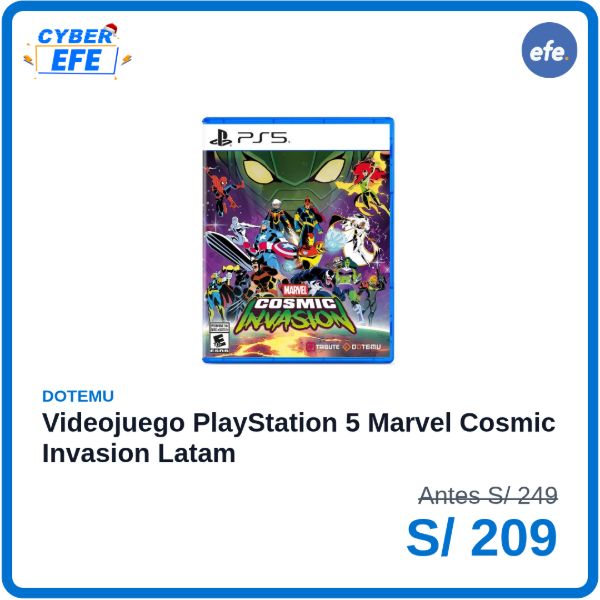 CYBER
EFE
efe.
PS5
MARVEL
COSMIC
INVASION
TRIBUTE DOTEMU
E
ESRB
DOTEMU
Videojuego PlayStation 5 Marvel Cosmic
Invasion Latam
Antes S/ 249
S/ 209